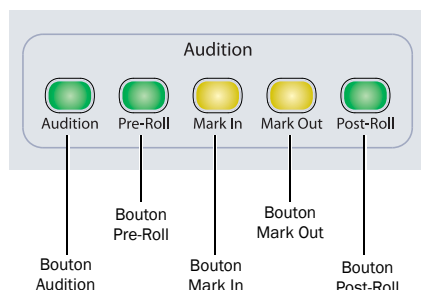 Audition
Audition Pre-Roll Mark In Mark Out Post-Roll
Bouton
Pre-Roll
Bouton
Mark Out
Bouton
Audition
Bouton
Mark In
Bouton
Post-Roll